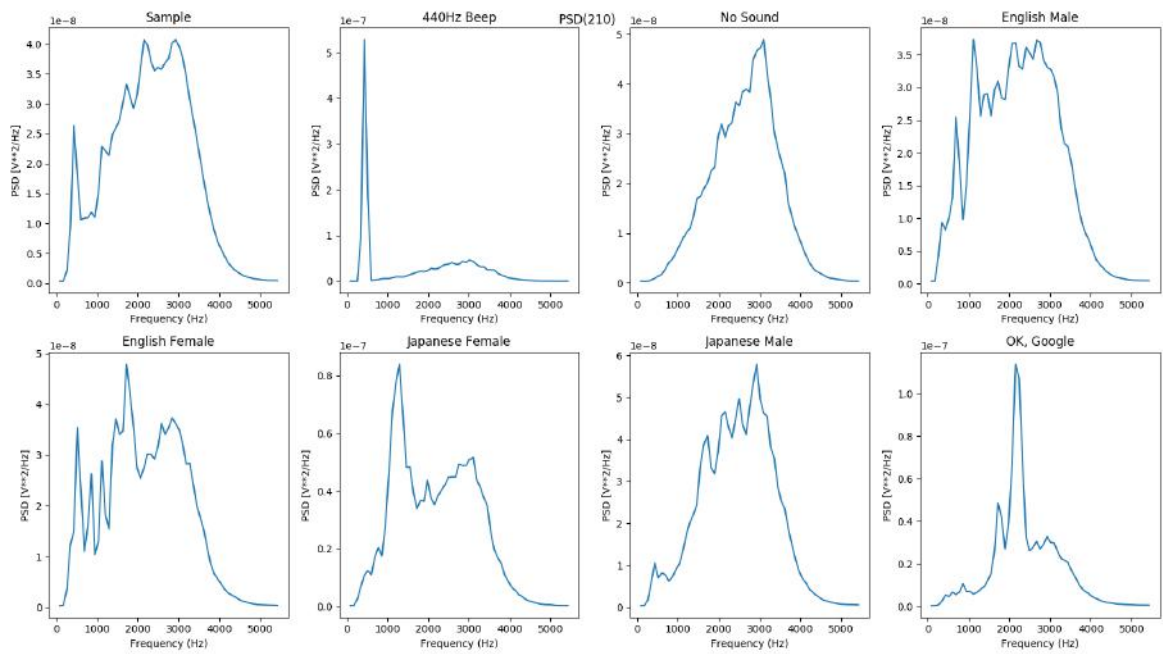 PSD(210)
Sample
1e-8
PSD [V**2/Hz]
4.0
3.5
3.0
2.5
2.0
1.5
1.0
0.5
0.0
0 1000 2000 3000 4000 5000
Frequency (Hz)
440Hz Beep
1e-7
PSD [V**2/Hz]
5
4
3
2
1
0
0 1000 2000 3000 4000 5000
Frequency (Hz)
No Sound
1e-8
PSD [V**2/Hz]
5
4
3
2
1
0
0 1000 2000 3000 4000 5000
Frequency (Hz)
English Male
1e-8
PSD [V**2/Hz]
3.5
3.0
2.5
2.0
1.5
1.0
0.5
0.0
0 1000 2000 3000 4000 5000
Frequency (Hz)
English Female
1e-8
PSD [V**2/Hz]
5
4
3
2
1
0
0 1000 2000 3000 4000 5000
Frequency (Hz)
Japanese Female
1e-7
PSD [V**2/Hz]
0.8
0.6
0.4
0.2
0.0
0 1000 2000 3000 4000 5000
Frequency (Hz)
Japanese Male
1e-8
PSD [V**2/Hz]
6
5
4
3
2
1
0
0 1000 2000 3000 4000 5000
Frequency (Hz)
OK, Google
1e-7
PSD [V**2/Hz]
1.0
0.8
0.6
0.4
0.2
0.0
0 1000 2000 3000 4000 5000
Frequency (Hz)